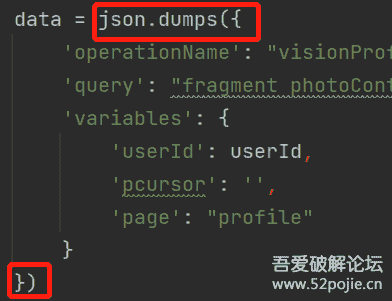 data = json.dumps({
'operationName': "visionProf
'query': "fragment photoCont
'variables': {
'userId': userId,
'pcursor': '',
'page': "profile"
}
})
吾爱破解论坛
www.52pojie.cn